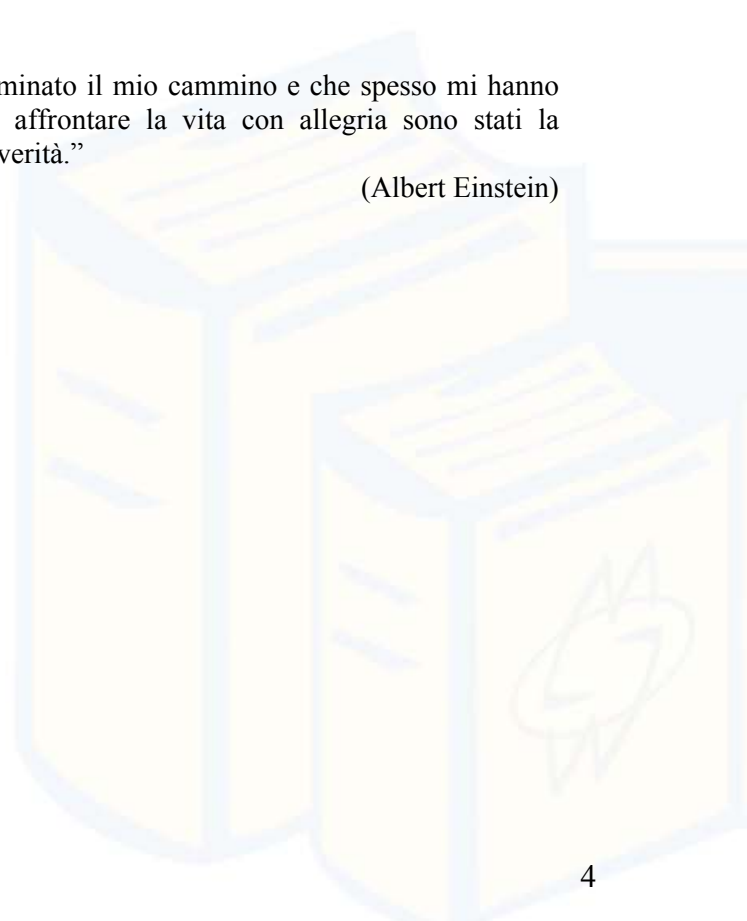 minato il mio cammino e che spesso mi hanno
affrontare la vita con allegria sono stati la
verità.”
(Albert Einstein)
4